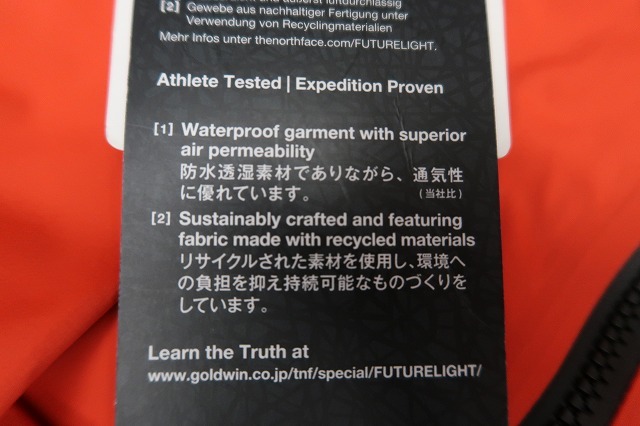 und äußerst luftdurchlässig
[2] Gewebe aus nachhaltiger Fertigung unter
Verwendung von Recyclingmaterialien
Mehr Infos unter thenorthface.com/FUTURELIGHT.
Athlete Tested | Expedition Proven
[1] Waterproof garment with superior
air permeability
防水透湿素材でありながら、通気性
に優れています。 (当社比)
[2] Sustainably crafted and featuring
fabric made with recycled materials
リサイクルされた素材を使用し、環境へ
の負担を抑え持続可能なものづくりを
しています。
Learn the Truth at
www.goldwin.co.jp/tnf/special/FUTURELIGHT/